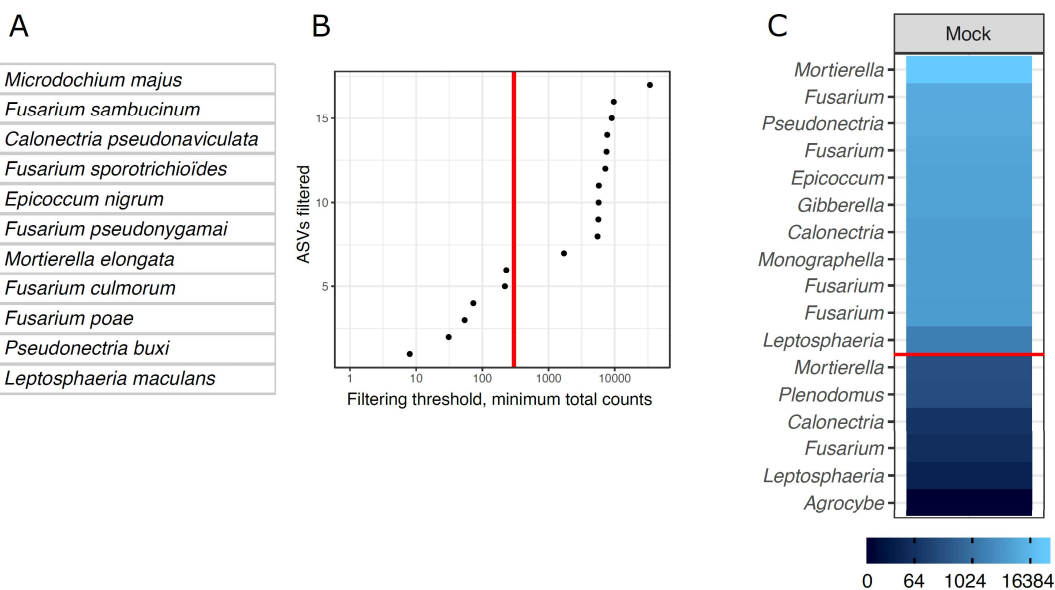 A
Microdochium majus
Fusarium sambucinum
Calonectria pseudonaviculata
Fusarium sporotrichioïdes
Epicoccum nigrum
Fusarium pseudonygamai
Mortierella elongata
Fusarium culmorum
Fusarium poae
Pseudonectria buxi
Leptosphaeria maculans
B
ASVs filtered
15
10
5
1 10 100 1000 10000
Filtering threshold, minimum total counts
C
Mock
Mortierella
Fusarium
Pseudonectria
Fusarium
Epicoccum
Gibberella
Calonectria
Monographella
Fusarium
Fusarium
Leptosphaeria
Mortierella
Plenodomus
Calonectria
Fusarium
Leptosphaeria
Agrocybe
0 64 1024 16384